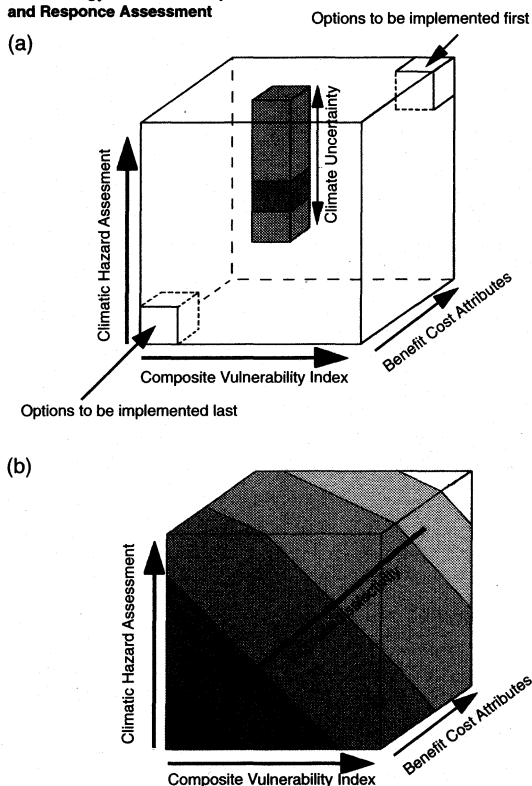 and Responce Assessment
(a)
Options to be implemented first
Climate Uncertainty
Climatic Hazard Assesment
Benefit Cost Attributes
Composite Vulnerability Index
Options to be implemented last
(b)
Climatic Hazard Assessment
Benefit Cost Attributes
Composite Vulnerability Index